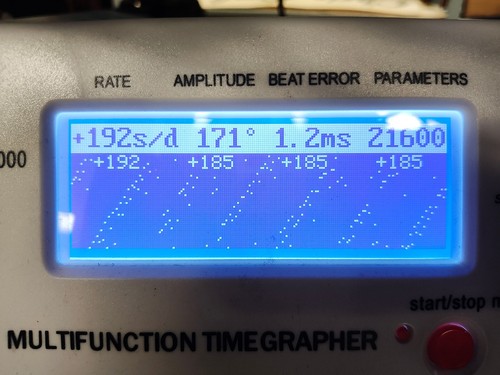 RATE AMPLITUDE BEAT ERROR PARAMETERS
+192s/d 171° 1.2ms 21600
+192 +185 +185 +185
000
start/stop
MULTIFUNCTION TIMEGRAPHER